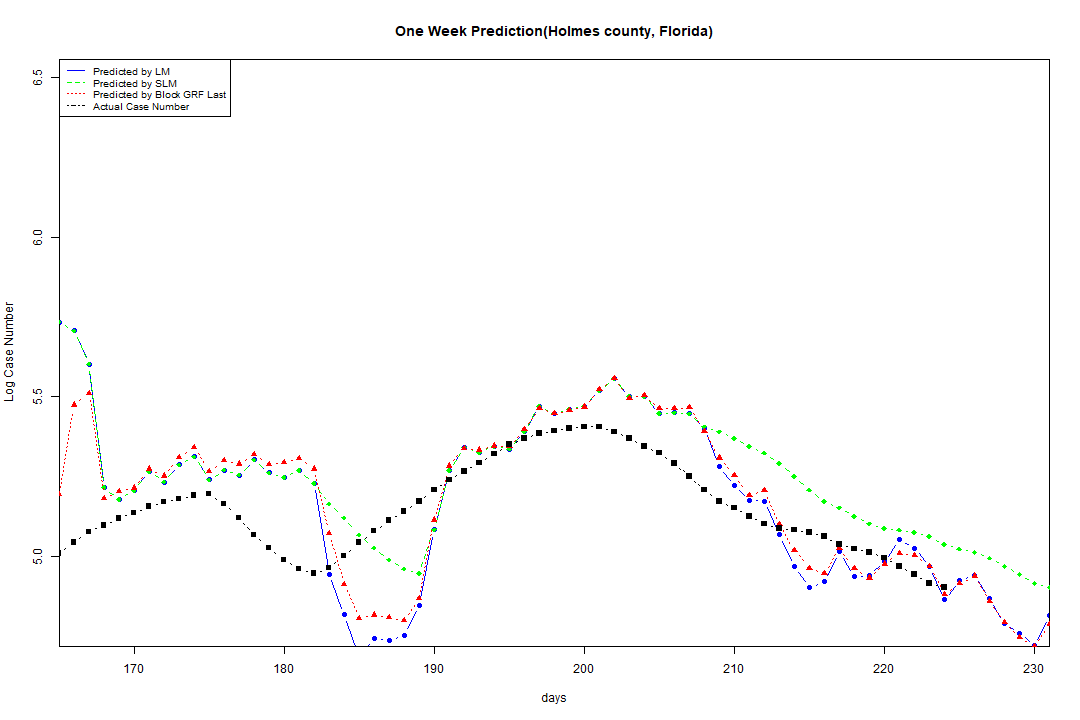 One Week Prediction(Holmes county, Florida)
Predicted by LM
Predicted by SLM
Predicted by Block GRF Last
Actual Case Number
6.5
6.0
5.5
5.0
Log Case Number
170 180 190 200 210 220 230
days